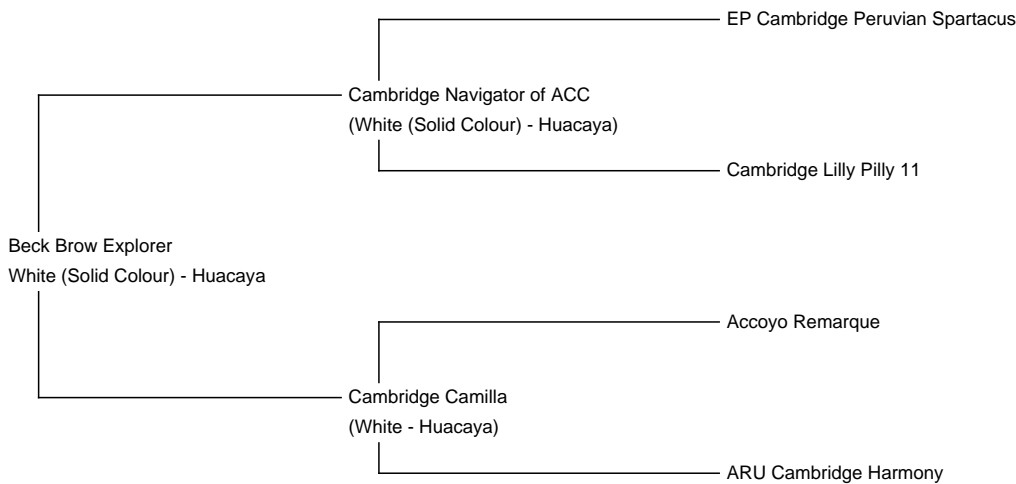 EP Cambridge Peruvian Spartacus
Cambridge Navigator of ACC
(White (Solid Colour) - Huacaya)
Cambridge Lilly Pilly 11
Beck Brow Explorer
White (Solid Colour) - Huacaya
Accoyo Remarque
Cambridge Camilla
(White - Huacaya)
ARU Cambridge Harmony